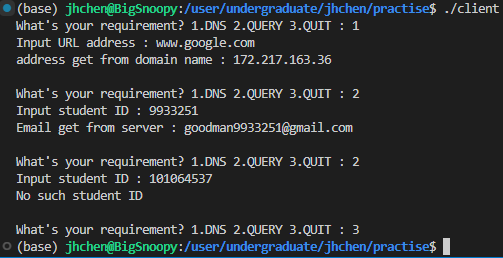 (base) jhchen@BigSnoopy:/user/undergraduate/jhchen/practise$ ./client
What's your requirement? 1.DNS 2.QUERY 3.QUIT : 1
Input URL address : www.google.com
address get from domain name : 172.217.163.36
What's your requirement? 1.DNS 2.QUERY 3.QUIT : 2
Input student ID : 9933251
Email get from server : goodman9933251@gmail.com
What's your requirement? 1.DNS 2.QUERY 3.QUIT : 2
Input student ID : 101064537
No such student ID
What's your requirement? 1.DNS 2.QUERY 3.QUIT : 3
(base) jhchen@BigSnoopy:/user/undergraduate/jhchen/practise$